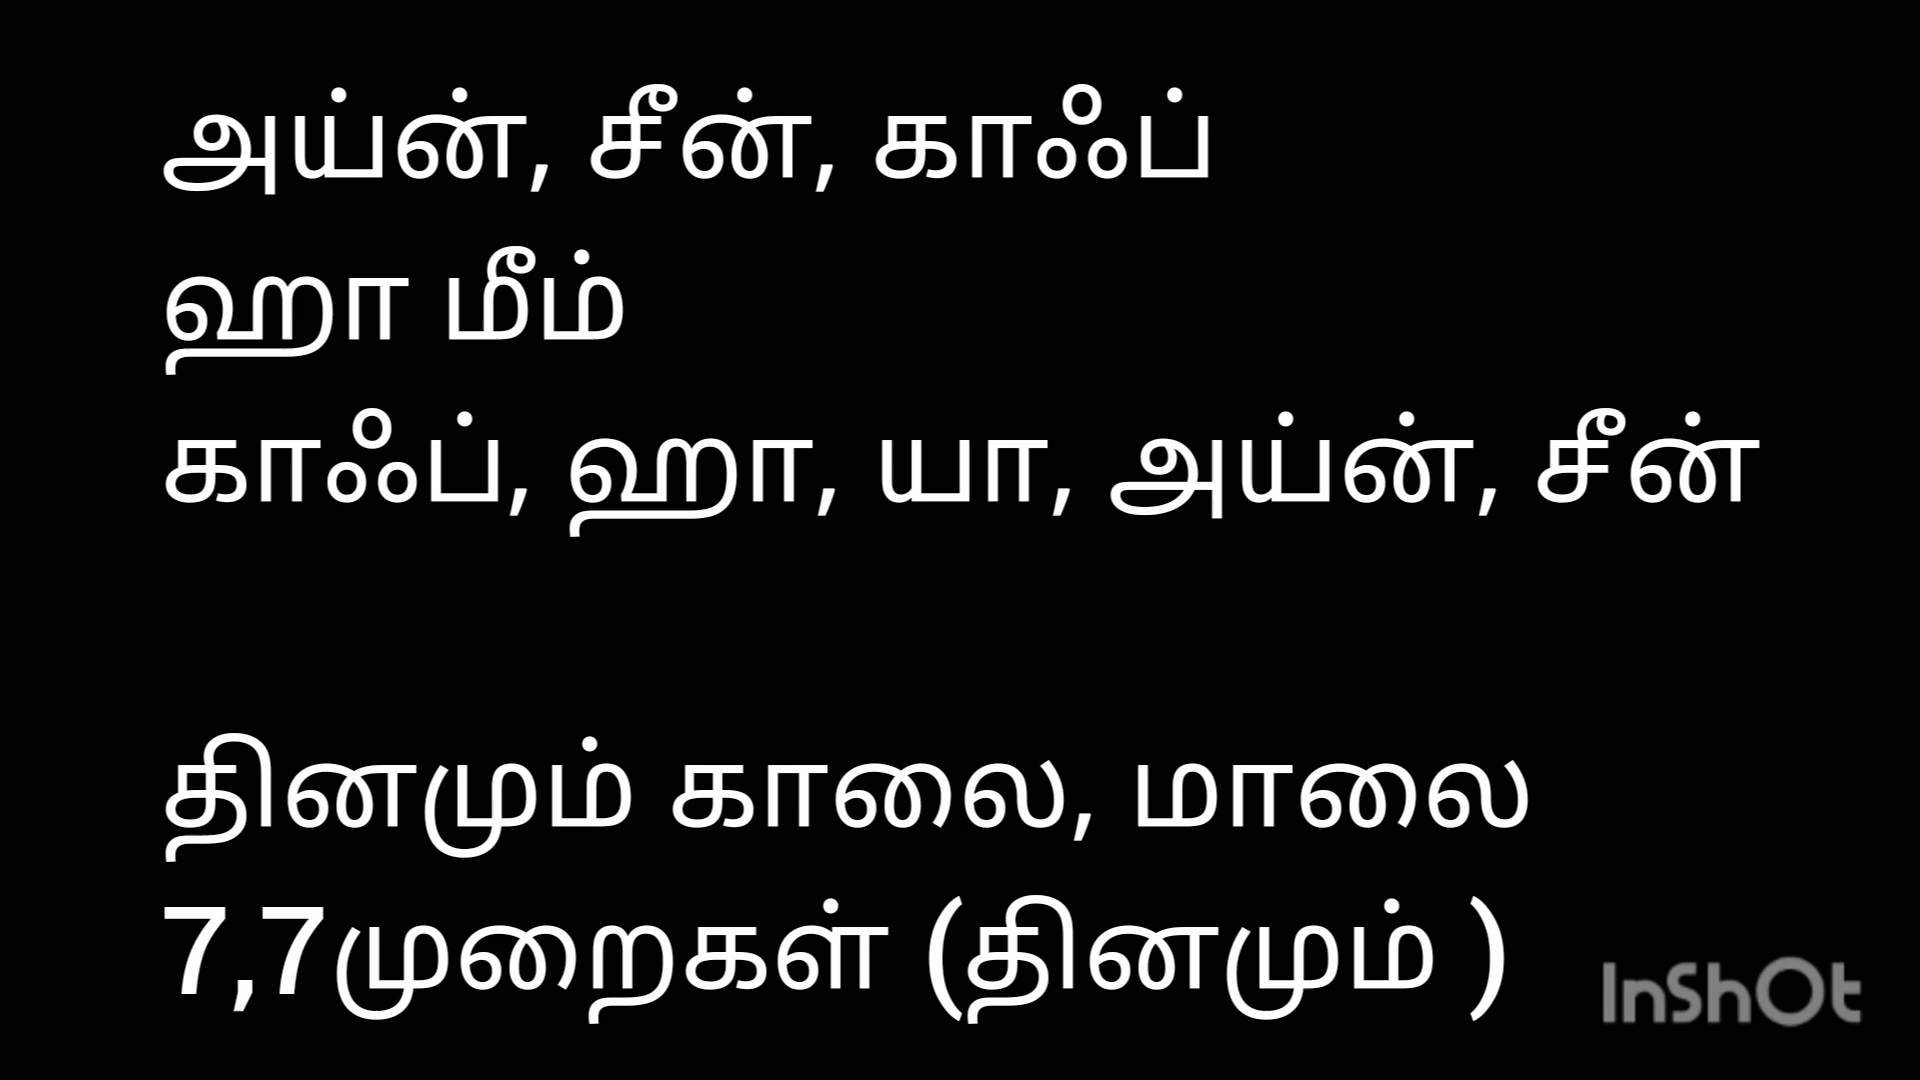 அய்ன், சீன், காஃப்
ஹா மீம்
காஃப், ஹா, யா, அய்ன், சீன்
தினமும் காலை, மாலை
7,7முறைகள் (தினமும் )
InShOt